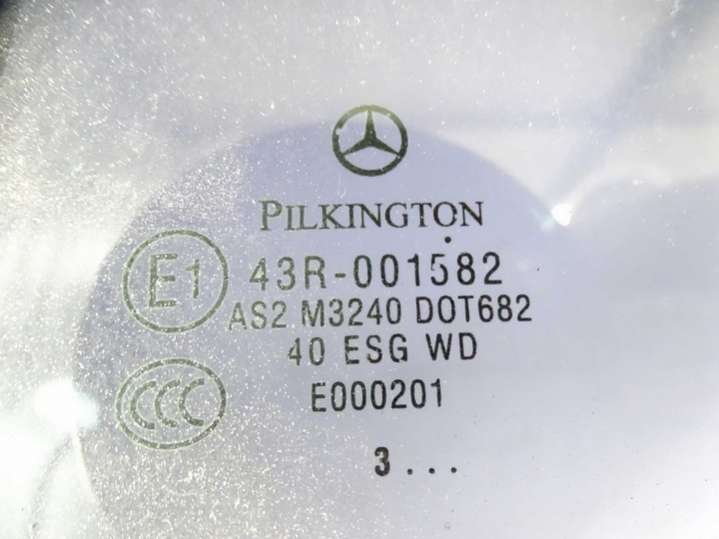 PILKINGTON
E1 43R-001582
AS2 M3240 DOT682
40 ESG WD
CCC E000201
3 ...